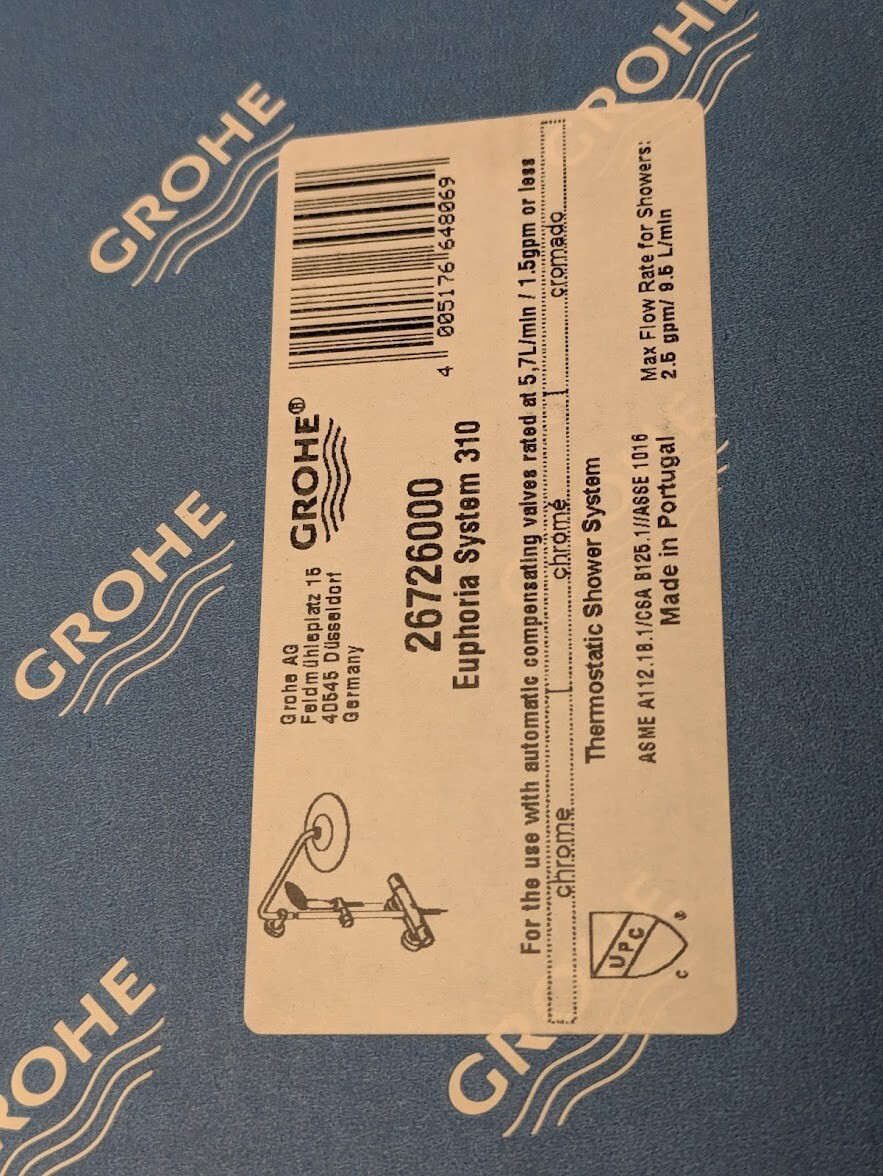 GROHE
GROHE
GROHE
GROHE
GROHE
Grohe AG
Feldmühleplatz 15
40545 Düsseldorf
Germany
GROHE®
4 005176 648069
26726000
Euphoria System 310
For the use with automatic compensating valves rated at 5,7L/min / 1.5gpm or less
chrome chromé cromado
Thermostatic Shower System
UPC
C ®
ASME A112.18.1/CSA B125.1//ASSE 1016
Made in Portugal
Max Flow Rate for Showers:
2.5 gpm/ 9.5 L/min